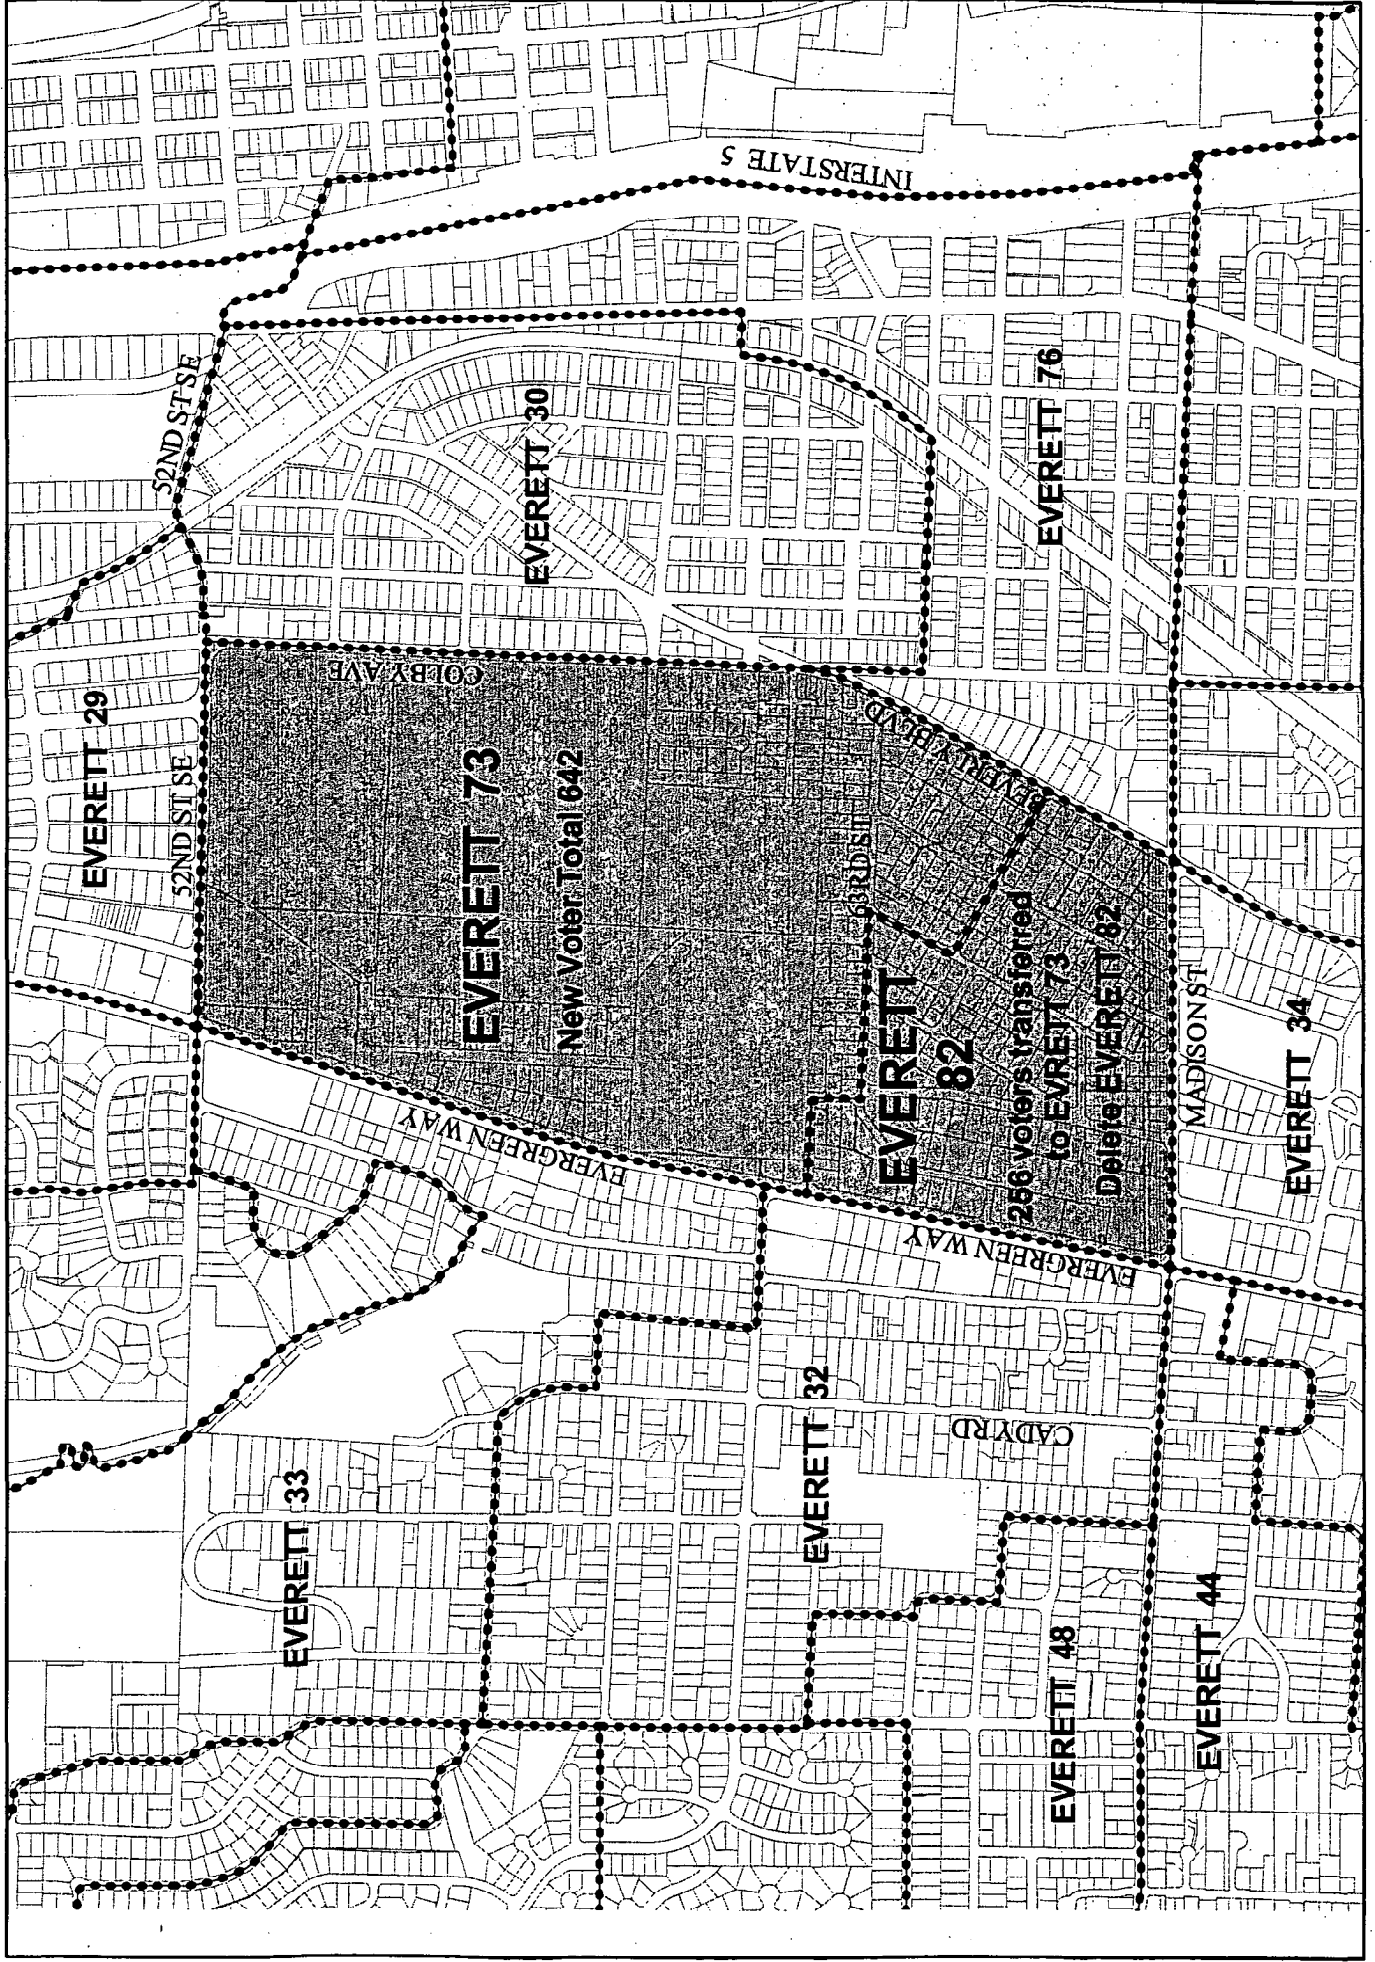 EVERETT 29
52ND ST SE
52ND ST SE
COLBY AVE
EVERETT 30
INTERSTATE 5
EVERETT 73
New Voter Total 642
EVERGREEN WAY
63RD ST
BEVERLY BLVD
EVERETT 76
EVERETT
82
256 voters transferred
to EVRETT 73
Delete EVERETT 82
EVERGREEN WAY
MADISON ST
EVERETT 34
EVERETT 33
EVERETT 32
CADY RD
EVERETT 48
EVERETT 44